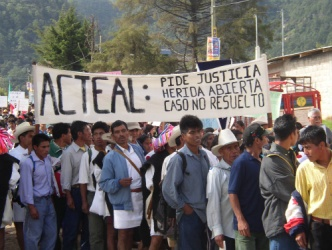 ACTEAL:
PIDE JUSTICIA
HERIDA ABIERTA
CASO NO RESUELTO